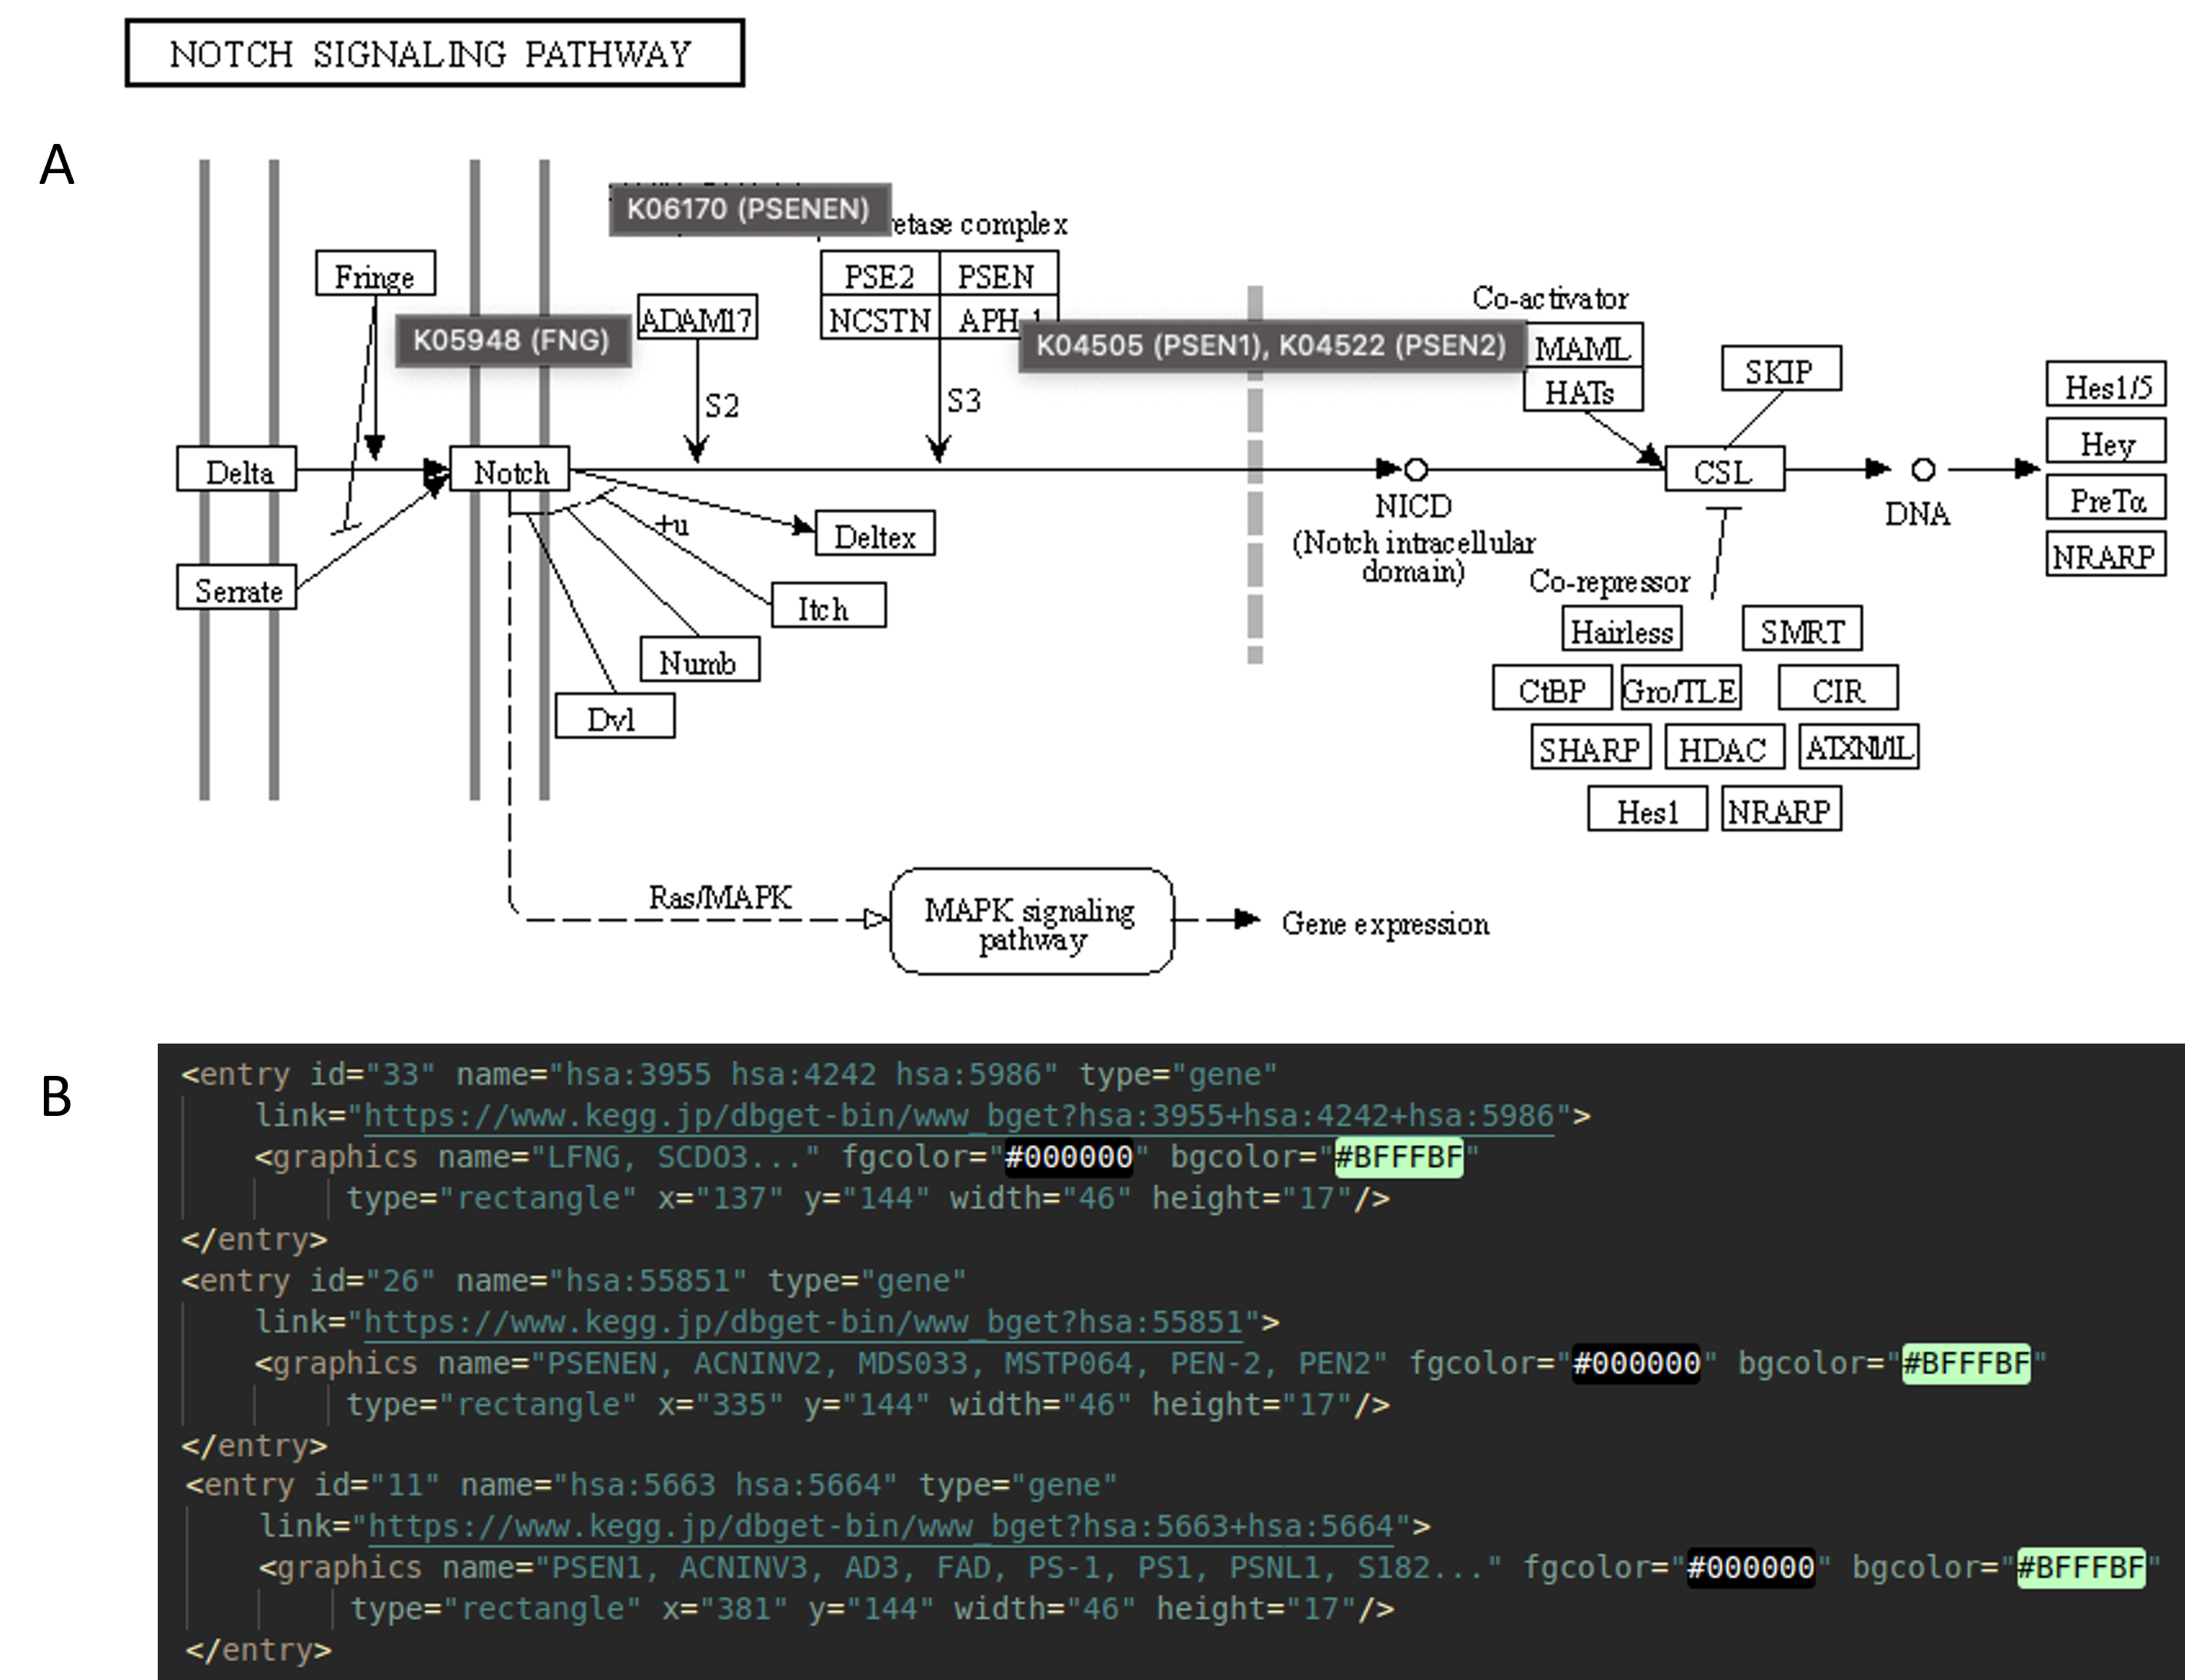 NOTCH SIGNALING PATHWAY
A
K06170 (PSENEN)
retase complex
Fringe
PSE2
PSEN
ADAM17
NCSTN
APH-1
K05948 (FNG)
K04505 (PSEN1), K04522 (PSEN2)
Co-activator
MAML
HATs
SKIP
Hes1/5
Hey
PreTα
NRARP
S2
S3
Delta
Notch
NICD
(Notch intracellular
domain)
CSL
DNA
+u
Deltex
Serrate
Itch
Numb
Dvl
Co-repressor
Hairless
SMRT
CtBP
Gro/TLE
CIR
SHARP
HDAC
ATXN1/1L
Hes1
NRARP
Ras/MAPK
MAPK signaling
pathway
Gene expression
B
<entry id="33" name="hsa:3955 hsa:4242 hsa:5986" type="gene"
link="https://www.kegg.jp/dbget-bin/www_bget?hsa:3955+hsa:4242+hsa:5986">
<graphics name="LFNG, SCDO3..." fgcolor="#000000" bgcolor="#BFFFBF"
type="rectangle" x="137" y="144" width="46" height="17"/>
</entry>
<entry id="26" name="hsa:55851" type="gene"
link="https://www.kegg.jp/dbget-bin/www_bget?hsa:55851">
<graphics name="PSENEN, ACNINV2, MDS033, MSTP064, PEN-2, PEN2" fgcolor="#000000" bgcolor="#BFFFBF"
type="rectangle" x="335" y="144" width="46" height="17"/>
</entry>
<entry id="11" name="hsa:5663 hsa:5664" type="gene"
link="https://www.kegg.jp/dbget-bin/www_bget?hsa:5663+hsa:5664">
<graphics name="PSEN1, ACNINV3, AD3, FAD, PS-1, PS1, PSNL1, S182..." fgcolor="#000000" bgcolor="#BFFFBF"
type="rectangle" x="381" y="144" width="46" height="17"/>
</entry>